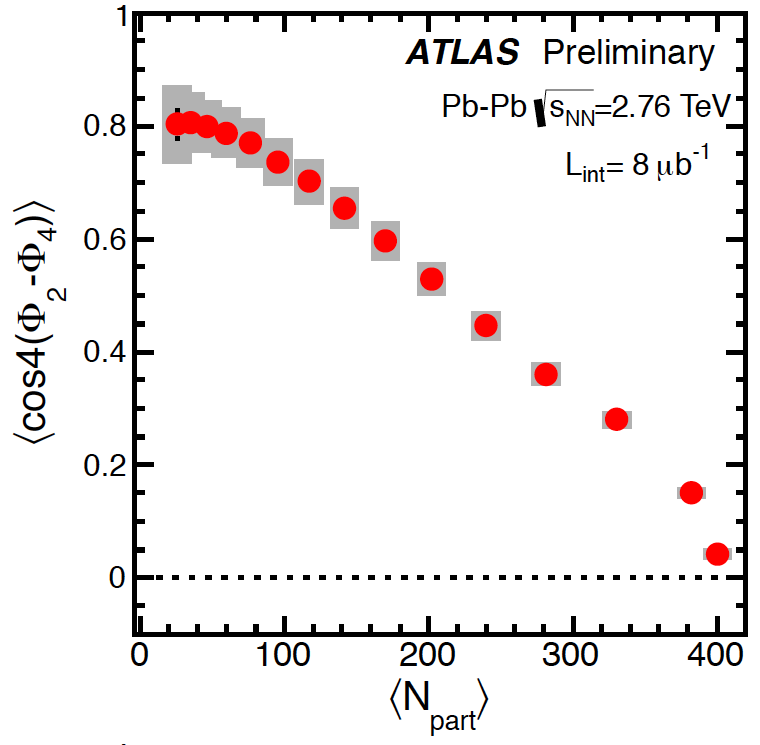 1
ATLAS Preliminary
Pb-Pb √sNN=2.76 TeV
Lint= 8 μb-1
0.8
0.6
0.4
0.2
0
⟨cos4(Φ2-Φ4)⟩
0 100 200 300 400
⟨Npart⟩